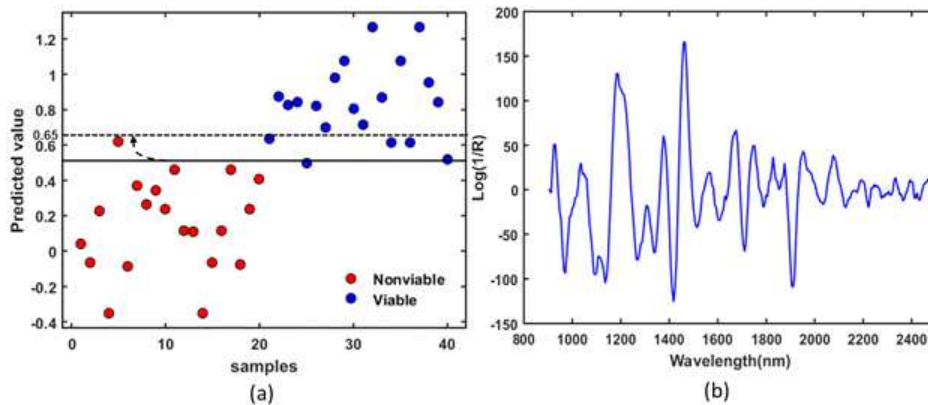 1.2
1
0.8
0.65
0.6
0.4
0.2
0
-0.2
-0.4
Predicted value
Nonviable
Viable
0 10 20 30 40
samples
(a)
200
150
100
50
0
-50
-100
-150
Log(1/R)
800 1000 1200 1400 1600 1800 2000 2200 2400
Wavelength(nm)
(b)